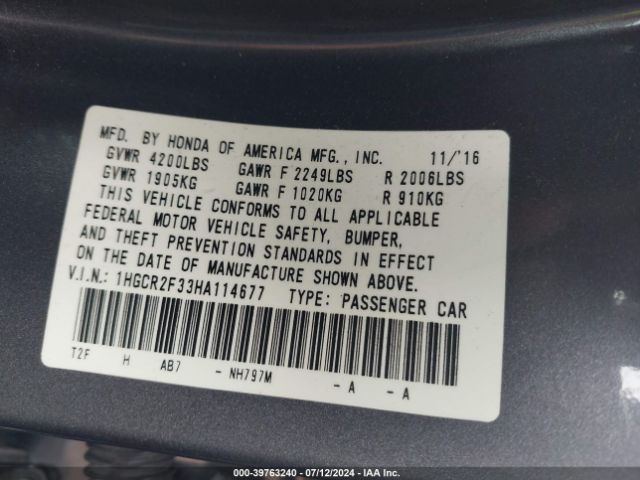 MFD. BY HONDA OF AMERICA MFG., INC. 11/'16
GVWR 4200LBS GAWR F 2249LBS R 2006LBS
GVWR 1905KG GAWR F 1020KG R 910KG
THIS VEHICLE CONFORMS TO ALL APPLICABLE
FEDERAL MOTOR VEHICLE SAFETY, BUMPER,
AND THEFT PREVENTION STANDARDS IN EFFECT
ON THE DATE OF MANUFACTURE SHOWN ABOVE.
V.I.N.: 1HGCR2F33HA114677 TYPE: PASSENGER CAR
T2F H AB7 - NH797M - A - A
000-39763240 - 07/12/2024 - IAA Inc.